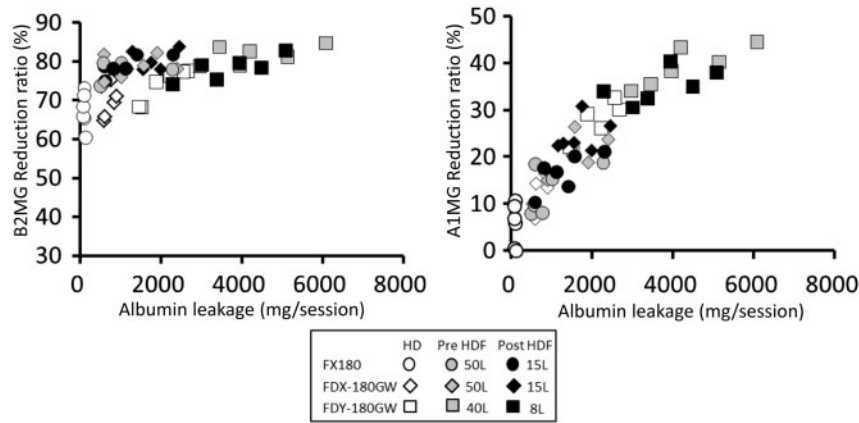 B2MG Reduction ratio (%)
90
80
70
60
50
40
30
0
2000
4000
6000
8000
Albumin leakage (mg/session)
A1MG Reduction ratio (%)
50
40
30
20
10
0
0
2000
4000
6000
8000
Albumin leakage (mg/session)
HD Pre HDF Post HDF
FX180 50L 15L
FDX-180GW 50L 15L
FDY-180GW 40L 8L